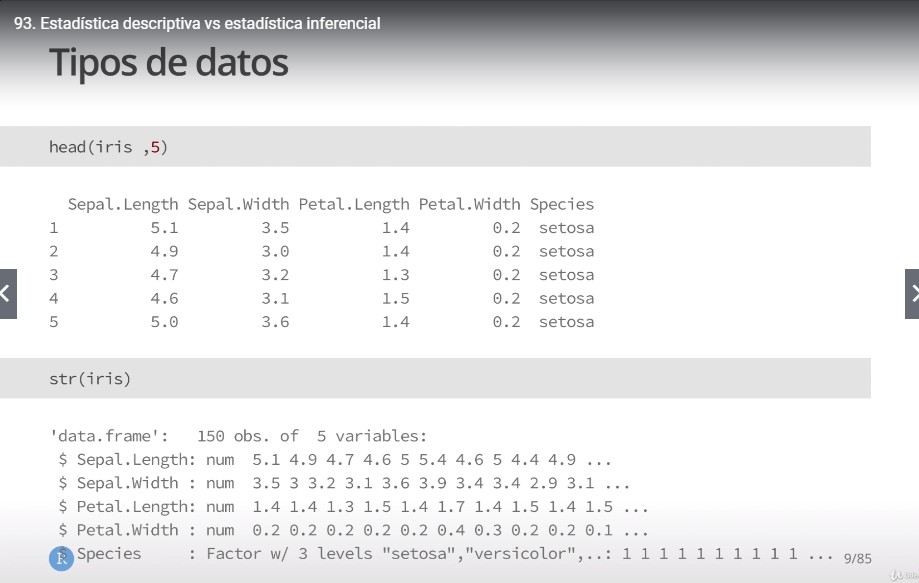 93. Estadística descriptiva vs estadística inferencial
Tipos de datos
head(iris ,5)
Sepal.Length Sepal.Width Petal.Length Petal.Width Species
1 5.1 3.5 1.4 0.2 setosa
2 4.9 3.0 1.4 0.2 setosa
3 4.7 3.2 1.3 0.2 setosa
4 4.6 3.1 1.5 0.2 setosa
5 5.0 3.6 1.4 0.2 setosa
str(iris)
'data.frame': 150 obs. of 5 variables:
$ Sepal.Length: num 5.1 4.9 4.7 4.6 5 5.4 4.6 5 4.4 4.9 ...
$ Sepal.Width : num 3.5 3 3.2 3.1 3.6 3.9 3.4 3.4 2.9 3.1 ...
$ Petal.Length: num 1.4 1.4 1.3 1.5 1.4 1.7 1.4 1.5 1.4 1.5 ...
$ Petal.Width : num 0.2 0.2 0.2 0.2 0.2 0.4 0.3 0.2 0.2 0.1 ...
$ Species : Factor w/ 3 levels "setosa","versicolor",..: 1 1 1 1 1 1 1 1 1 1 ...
R
9/85